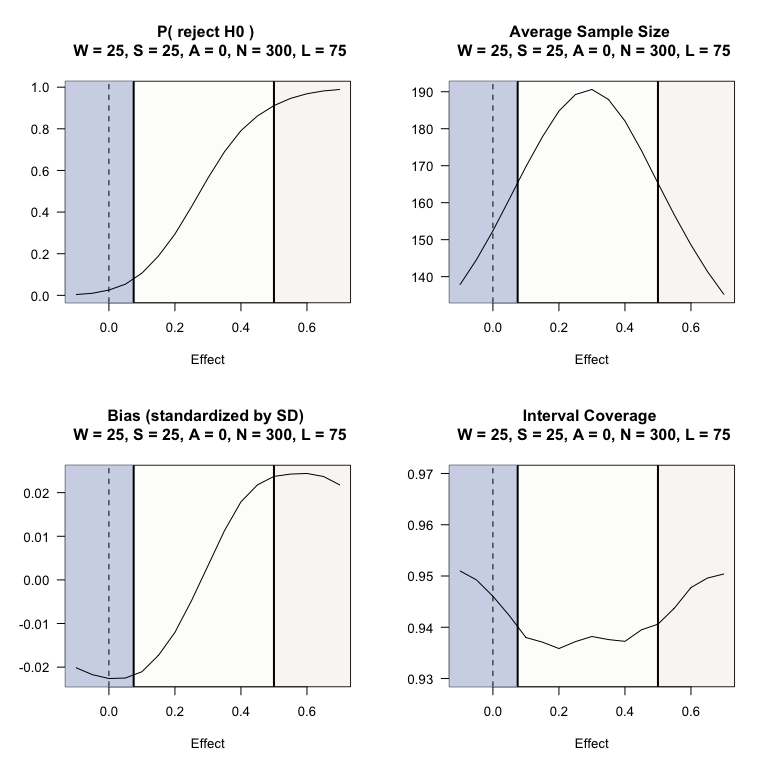 P( reject H0 )
W = 25, S = 25, A = 0, N = 300, L = 75
1.0
0.8
0.6
0.4
0.2
0.0
0.0 0.2 0.4 0.6
Effect
Average Sample Size
W = 25, S = 25, A = 0, N = 300, L = 75
190
180
170
160
150
140
0.0 0.2 0.4 0.6
Effect
Bias (standardized by SD)
W = 25, S = 25, A = 0, N = 300, L = 75
0.02
0.01
0.00
-0.01
-0.02
0.0 0.2 0.4 0.6
Effect
Interval Coverage
W = 25, S = 25, A = 0, N = 300, L = 75
0.97
0.96
0.95
0.94
0.93
0.0 0.2 0.4 0.6
Effect